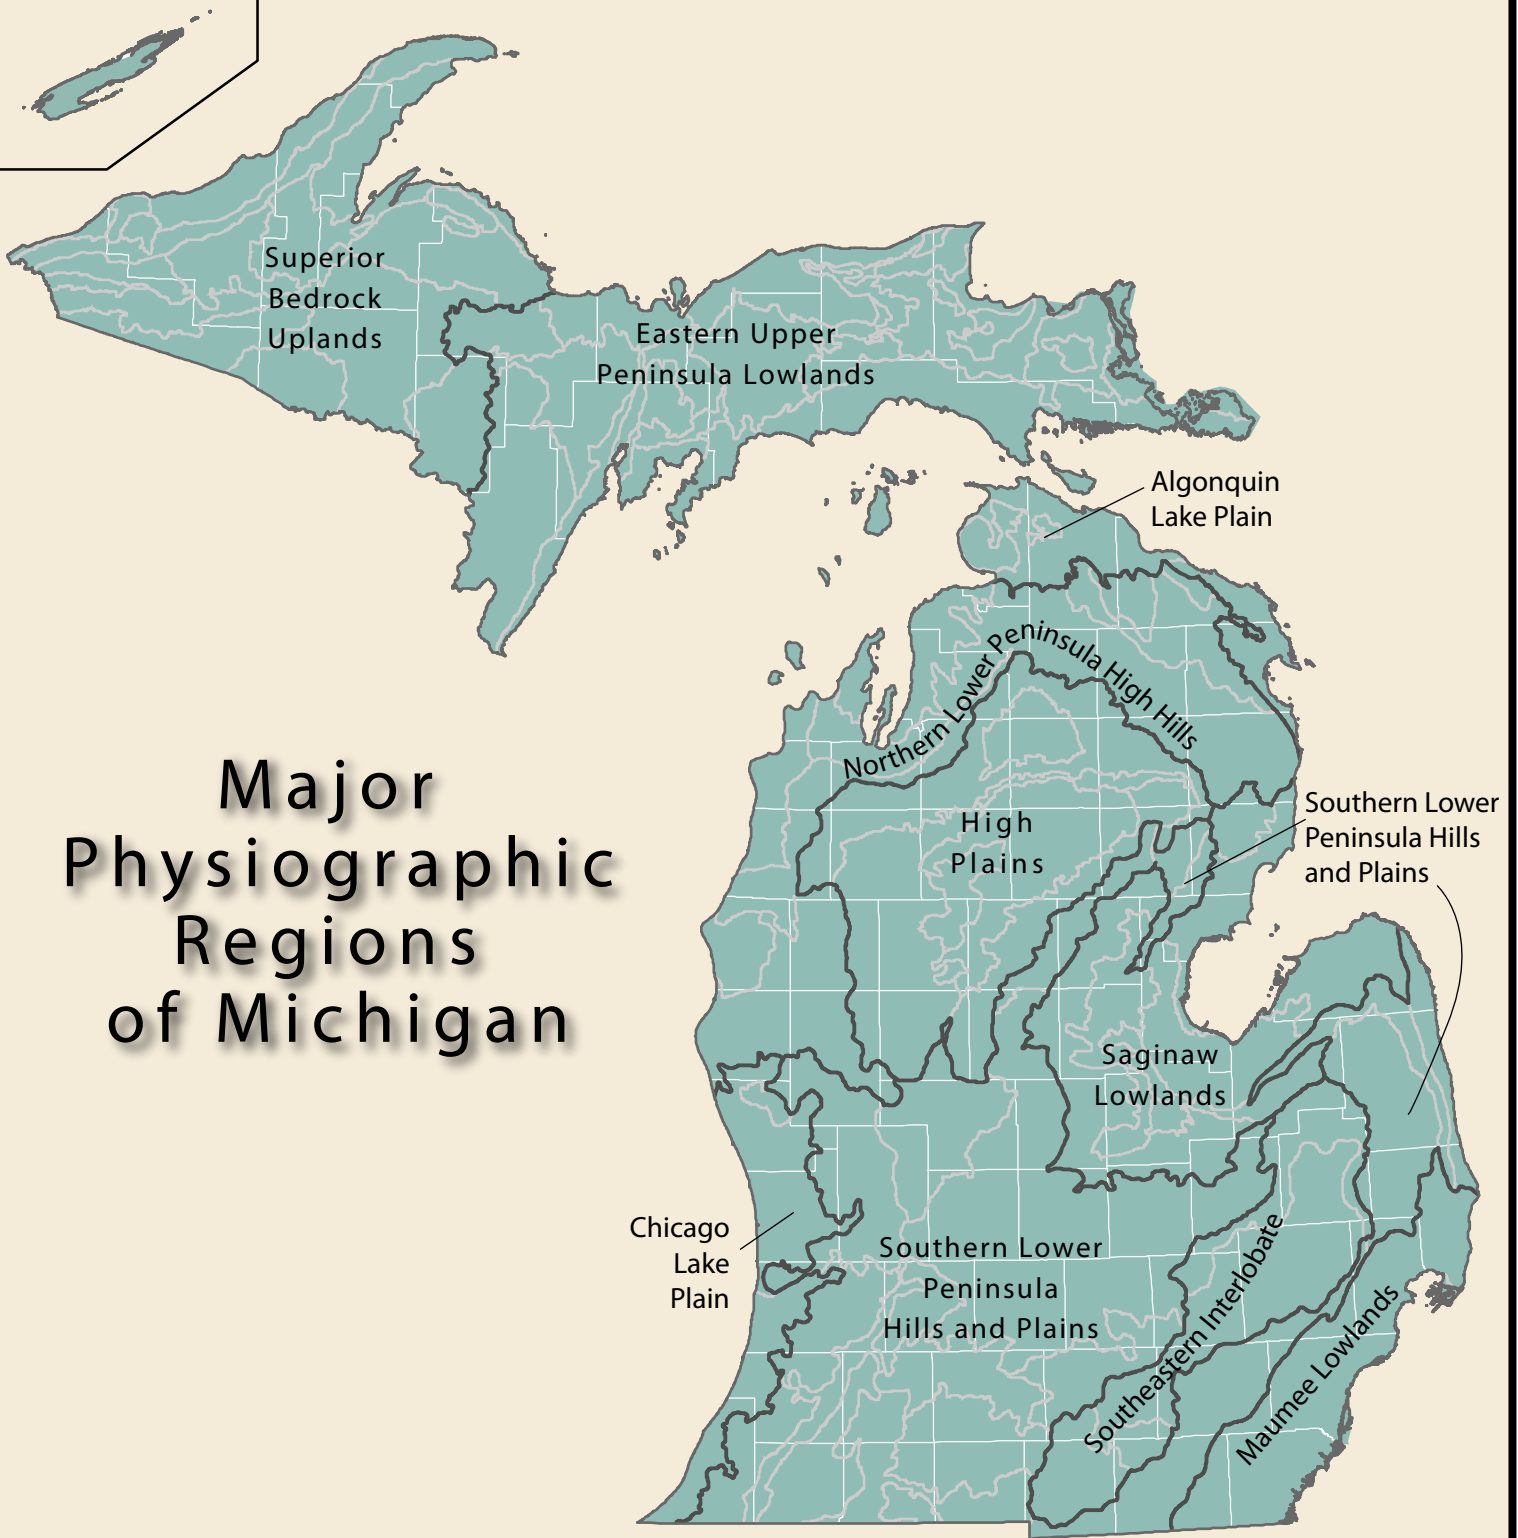 Superior
Bedrock
Uplands
Eastern Upper
Peninsula Lowlands
Algonquin
Lake Plain
Northern Lower Peninsula High Hills
Major
Physiographic
Regions
of Michigan
High
Plains
Southern Lower
Peninsula Hills
and Plains
Saginaw
Lowlands
Chicago
Lake
Plain
Southern Lower
Peninsula
Hills and Plains
Southeastern Interlobate
Maumee Lowlands